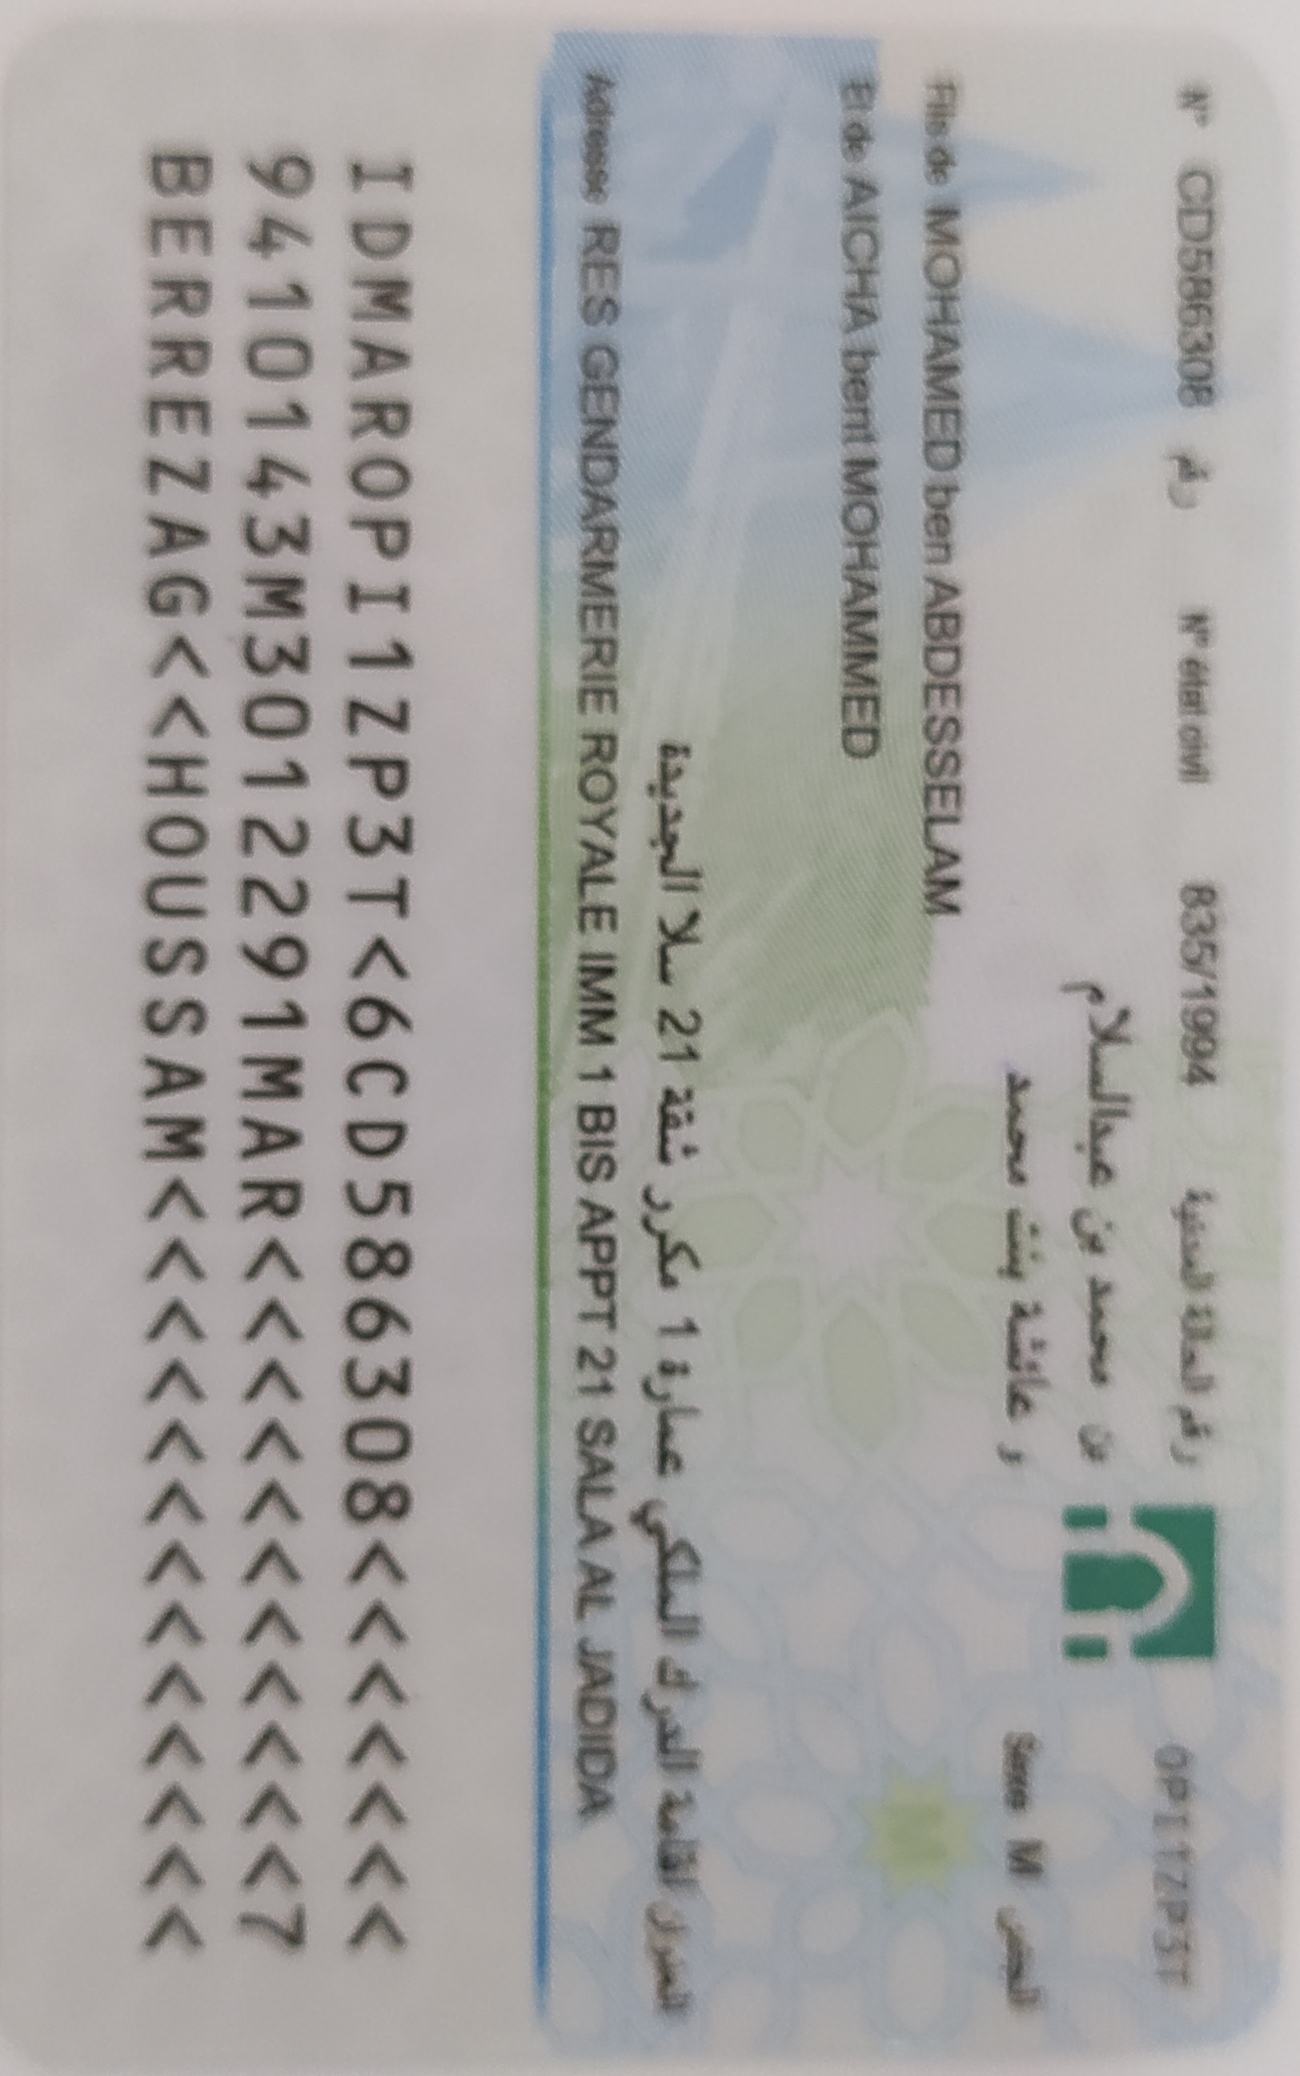 N° CD586308 رقم N° état civil 835/1994 رقم الحالة المدنية 0PI1ZP3T
بن محمد بن عبدالسلام
و عائشة بنت محمد
Sexe M الجنس
Fils de MOHAMED ben ABDESSELAM
M
Et de AICHA bent MOHAMMED
العنوان اقامة الدرك الملكي عمارة 1 مكرر شقة 21 سلا الجديدة
Adresse RES GENDARMERIE ROYALE IMM 1 BIS APPT 21 SALA AL JADIDA
IDMAR0PI1ZP3T<6CD586308<<<<<<<
9410143M3012291MAR<<<<<<<<<<<7
BERREZAG<<HOUSSAM<<<<<<<<<<<<<